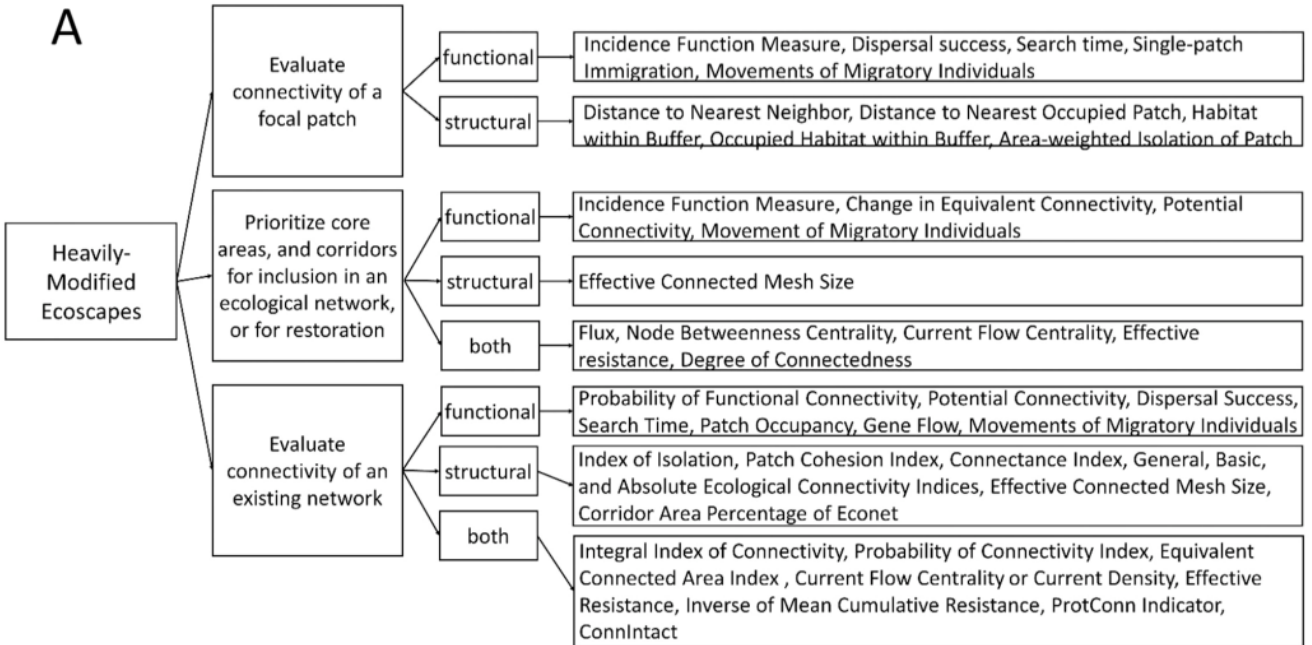 A
Heavily-
Modified
Ecoscapes
Evaluate
connectivity of a
focal patch
functional
Incidence Function Measure, Dispersal success, Search time, Single-patch
Immigration, Movements of Migratory Individuals
structural
Distance to Nearest Neighbor, Distance to Nearest Occupied Patch, Habitat
within Buffer, Occupied Habitat within Buffer, Area-weighted Isolation of Patch
Prioritize core
areas, and corridors
for inclusion in an
ecological network,
or for restoration
functional
Incidence Function Measure, Change in Equivalent Connectivity, Potential
Connectivity, Movement of Migratory Individuals
structural
Effective Connected Mesh Size
both
Flux, Node Betweenness Centrality, Current Flow Centrality, Effective
resistance, Degree of Connectedness
Evaluate
connectivity of an
existing network
functional
Probability of Functional Connectivity, Potential Connectivity, Dispersal Success,
Search Time, Patch Occupancy, Gene Flow, Movements of Migratory Individuals
structural
Index of Isolation, Patch Cohesion Index, Connectance Index, General, Basic,
and Absolute Ecological Connectivity Indices, Effective Connected Mesh Size,
Corridor Area Percentage of Econet
both
Integral Index of Connectivity, Probability of Connectivity Index, Equivalent
Connected Area Index , Current Flow Centrality or Current Density, Effective
Resistance, Inverse of Mean Cumulative Resistance, ProtConn Indicator,
ConnIntact